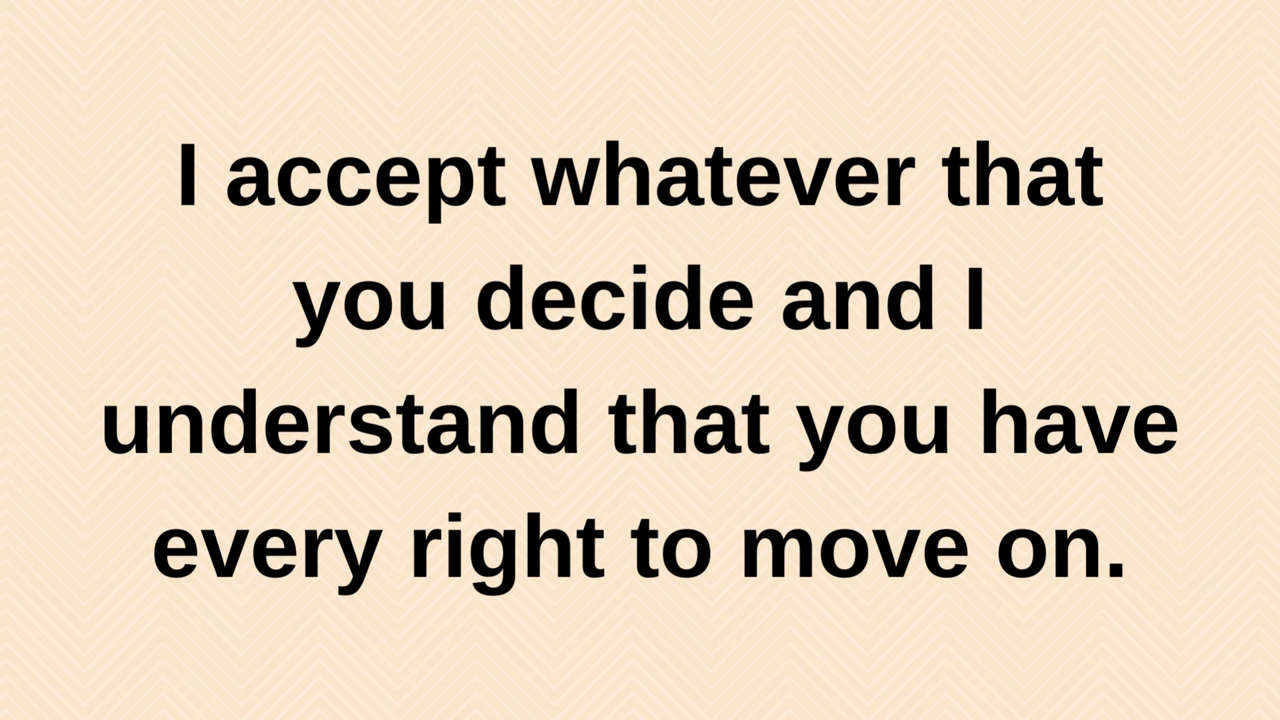 I accept whatever that
you decide and I
understand that you have
every right to move on.